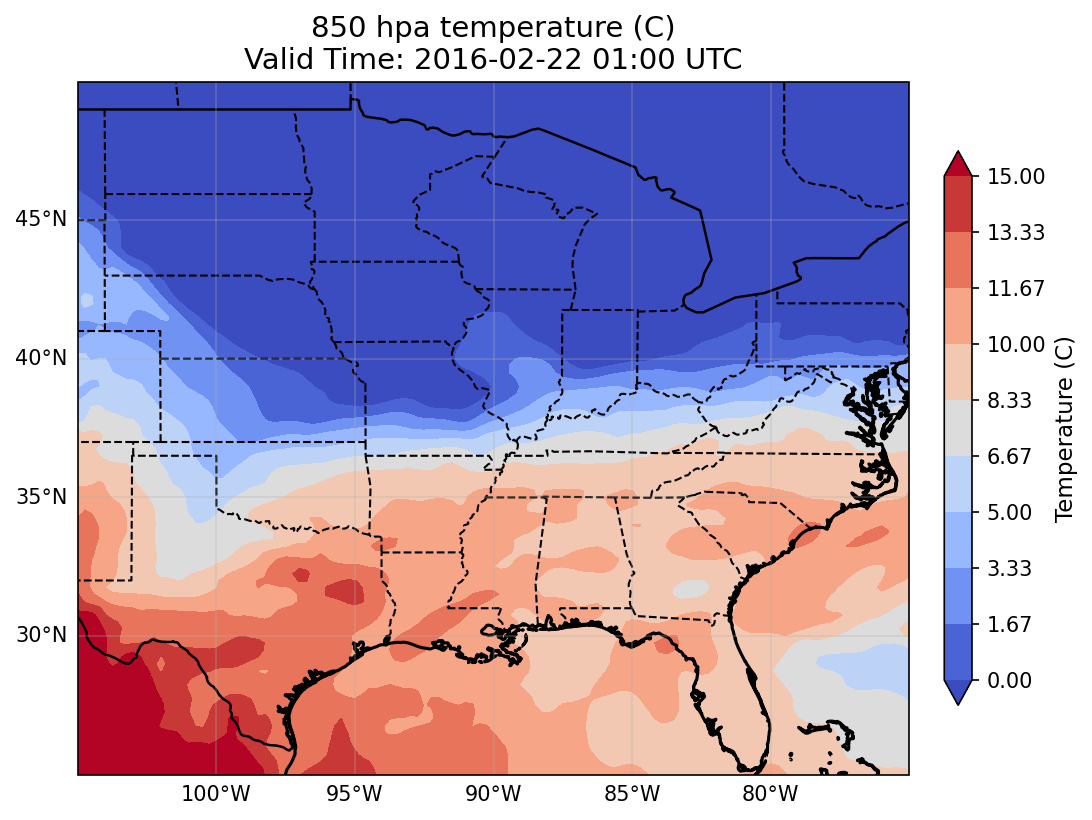 850 hpa temperature (C)
Valid Time: 2016-02-22 01:00 UTC
45°N
40°N
35°N
30°N
100°W
95°W
90°W
85°W
80°W
15.00
13.33
11.67
10.00
8.33
6.67
5.00
3.33
1.67
0.00
Temperature (C)